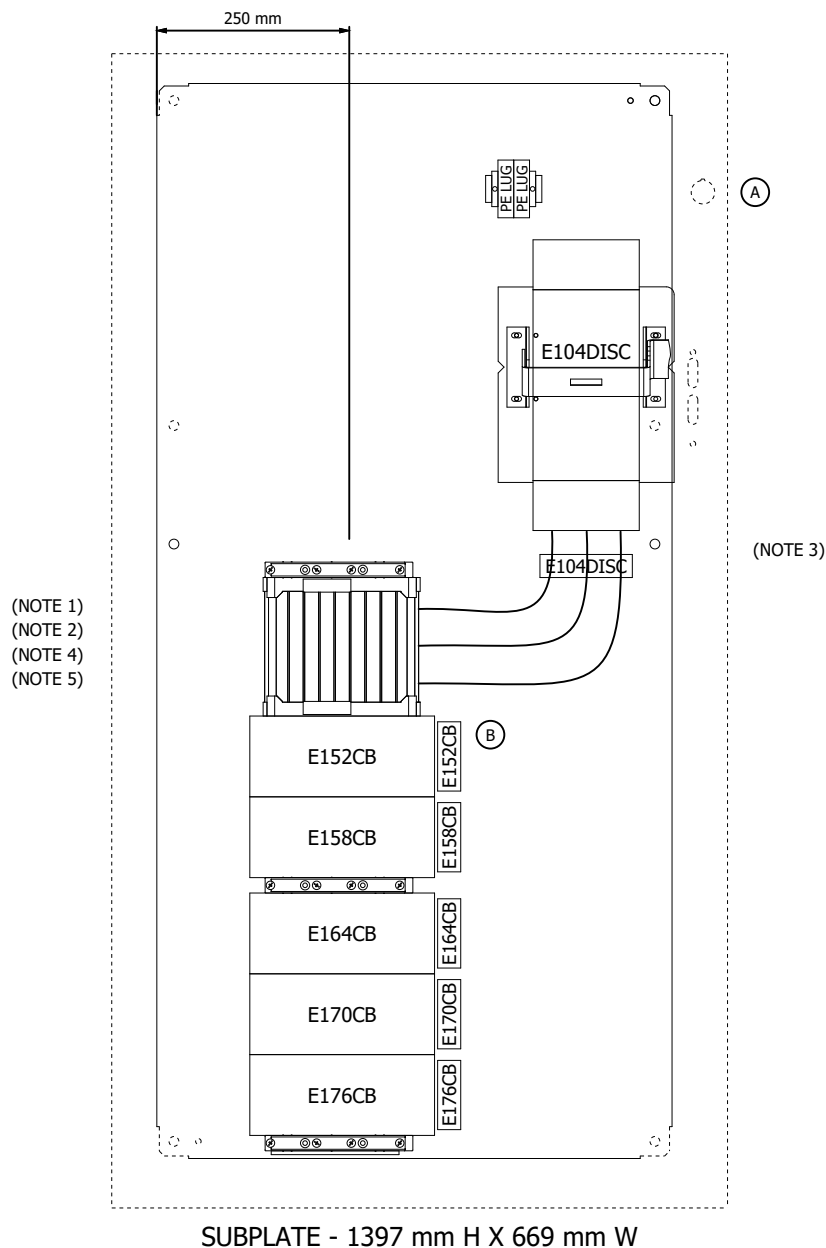 250 mm
PE LUG
PE LUG
A
E104DISC
(NOTE 3)
E104DISC
(NOTE 1)
(NOTE 2)
(NOTE 4)
(NOTE 5)
B
E152CB
E152CB
E158CB
E158CB
E164CB
E164CB
E170CB
E170CB
E176CB
E176CB
SUBPLATE - 1397 mm H X 669 mm W